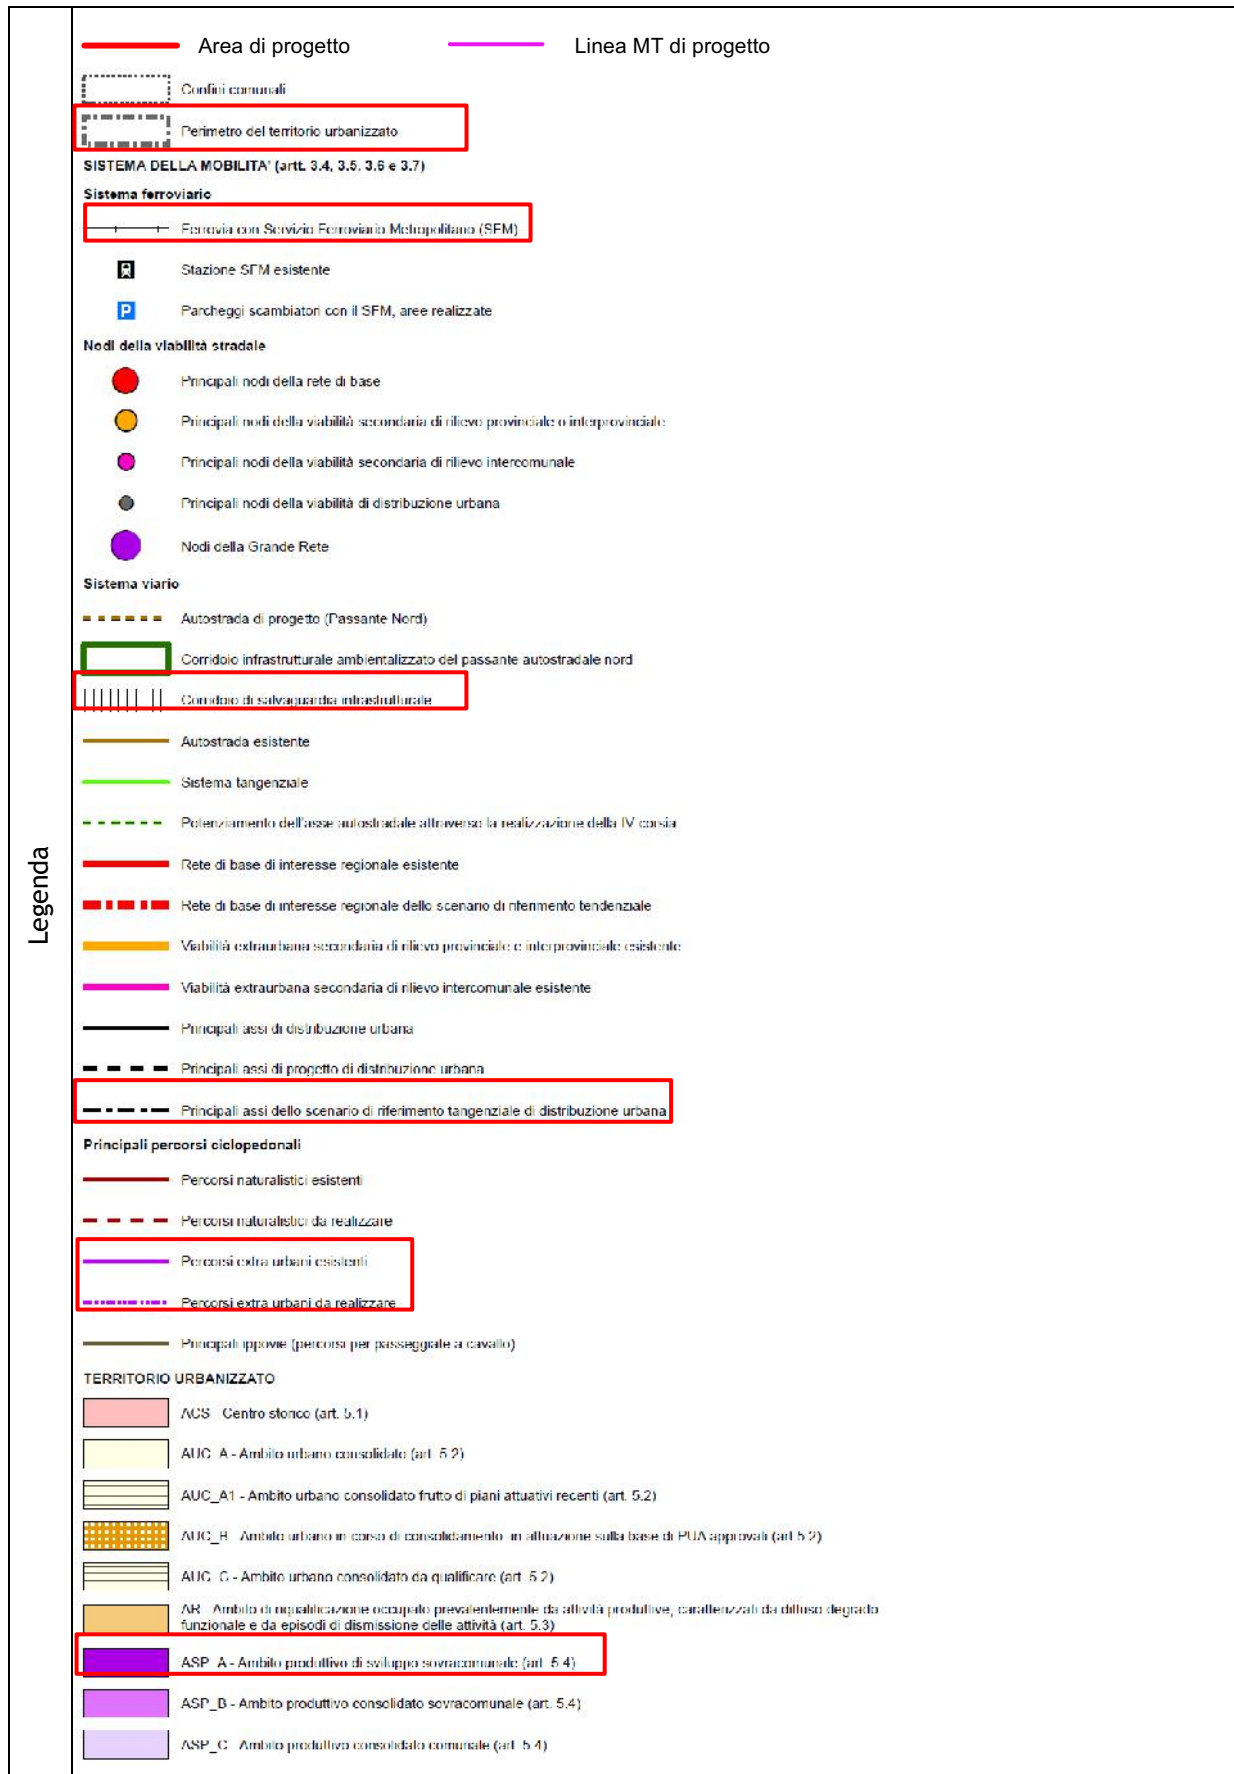 Legenda
Area di progetto
Linea MT di progetto
Confini comunali
Perimetro del territorio urbanizzato
SISTEMA DELLA MOBILITA' (artt. 3.4, 3.5, 3.6 e 3.7)
Sistema ferroviario
Ferrovia con Servizio Ferroviario Metropolitano (SFM)
Stazione SFM esistente
P
Parcheggi scambiatori con il SFM, aree realizzate
Nodi della viabilità stradale
Principali nodi della rete di base
Principali nodi della viabilità secondaria di rilievo provinciale o interprovinciale
Principali nodi della viabilità secondaria di rilievo intercomunale
Principali nodi della viabilità di distribuzione urbana
Nodi della Grande Rete
Sistema viario
Autostrada di progetto (Passante Nord)
Corridoio infrastrutturale ambientalizzato del passante autostradale nord
Corridoio di salvaguardia infrastrutturale
Autostrada esistente
Sistema tangenziale
Potenziamento dell'asse autostradale attraverso la realizzazione della IV corsia
Rete di base di interesse regionale esistente
Rete di base di interesse regionale dello scenario di riferimento tendenziale
Viabilità extraurbana secondaria di rilievo provinciale e interprovinciale esistente
Viabilità extraurbana secondaria di rilievo intercomunale esistente
Principali assi di distribuzione urbana
Principali assi di progetto di distribuzione urbana
Principali assi dello scenario di riferimento tangenziale di distribuzione urbana
Principali percorsi ciclopedonali
Percorsi naturalistici esistenti
Percorsi naturalistici da realizzare
Percorsi extra urbani esistenti
Percorsi extra urbani da realizzare
Principali ippovie (percorsi per passeggiate a cavallo)
TERRITORIO URBANIZZATO
ACS - Centro storico (art. 5.1)
AUC_A - Ambito urbano consolidato (art. 5.2)
AUC_A1 - Ambito urbano consolidato frutto di piani attuativi recenti (art. 5.2)
AUC_B - Ambito urbano in corso di consolidamento in attuazione sulla base di PUA approvati (art 5.2)
AUC_C - Ambito urbano consolidato da qualificare (art. 5.2)
AR - Ambito di riqualificazione occupato prevalentemente da attività produttive, caratterizzati da diffuso degrado
funzionale e da episodi di dismissione delle attività (art. 5.3)
ASP_A - Ambito produttivo di sviluppo sovracomunale (art. 5.4)
ASP_B - Ambito produttivo consolidato sovracomunale (art. 5.4)
ASP_C - Ambito produttivo consolidato comunale (art. 5.4)